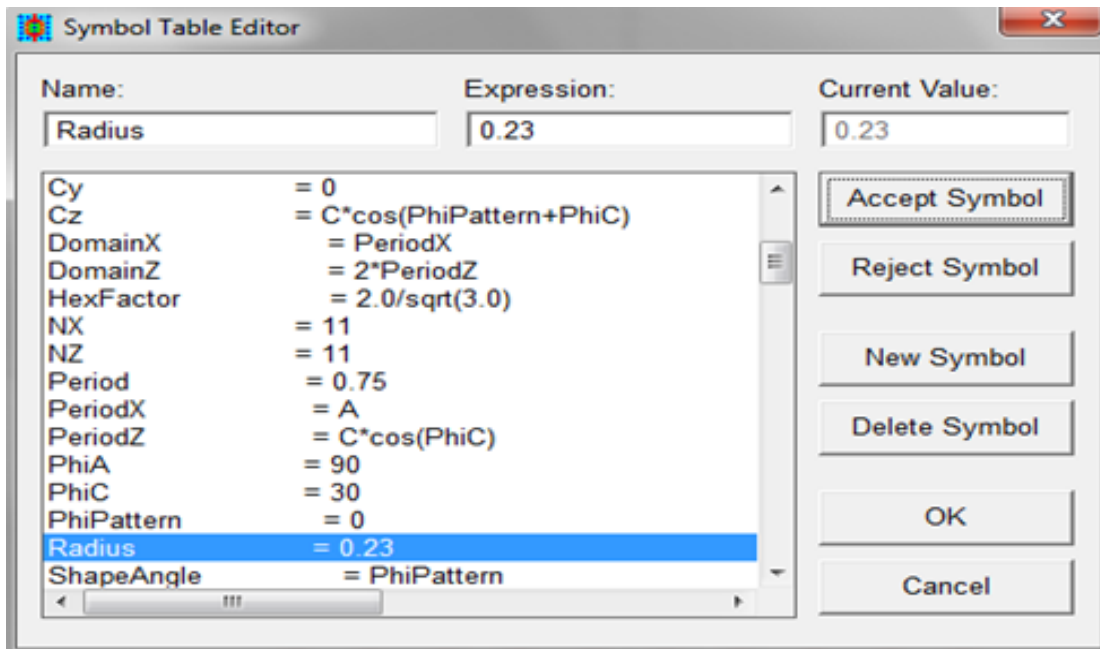 Symbol Table Editor
Name: Expression: Current Value:
Radius 0.23 0.23
Cy = 0
Cz = C*cos(PhiPattern+PhiC)
DomainX = PeriodX
DomainZ = 2*PeriodZ
HexFactor = 2.0/sqrt(3.0)
NX = 11
NZ = 11
Period = 0.75
PeriodX = A
PeriodZ = C*cos(PhiC)
PhiA = 90
PhiC = 30
PhiPattern = 0
Radius = 0.23
ShapeAngle = PhiPattern
Accept Symbol
Reject Symbol
New Symbol
Delete Symbol
OK
Cancel